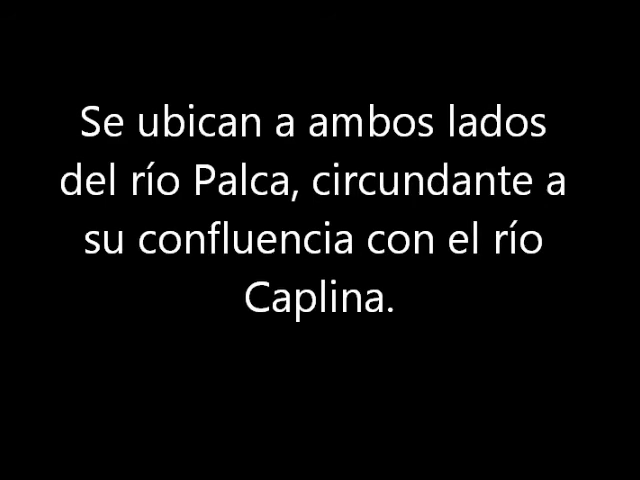 Se ubican a ambos lados
del río Palca, circundante a
su confluencia con el río
Caplina.